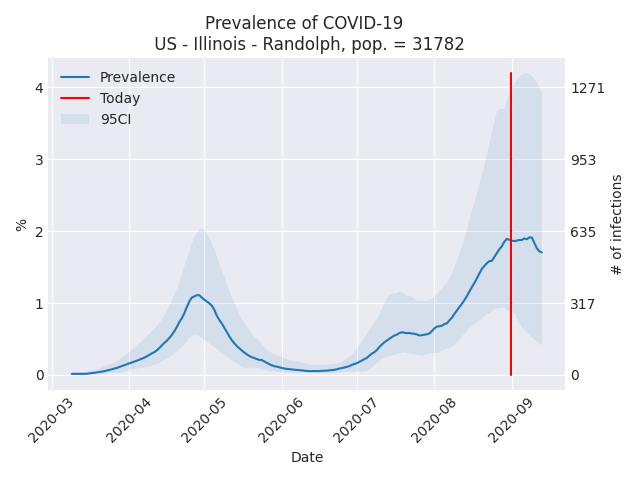 Prevalence of COVID-19
US - Illinois - Randolph, pop. = 31782
Prevalence
Today
95CI
%
4
3
2
1
0
1271
953
635
317
0
# of infections
2020-03
2020-04
2020-05
2020-06
2020-07
2020-08
2020-09
Date